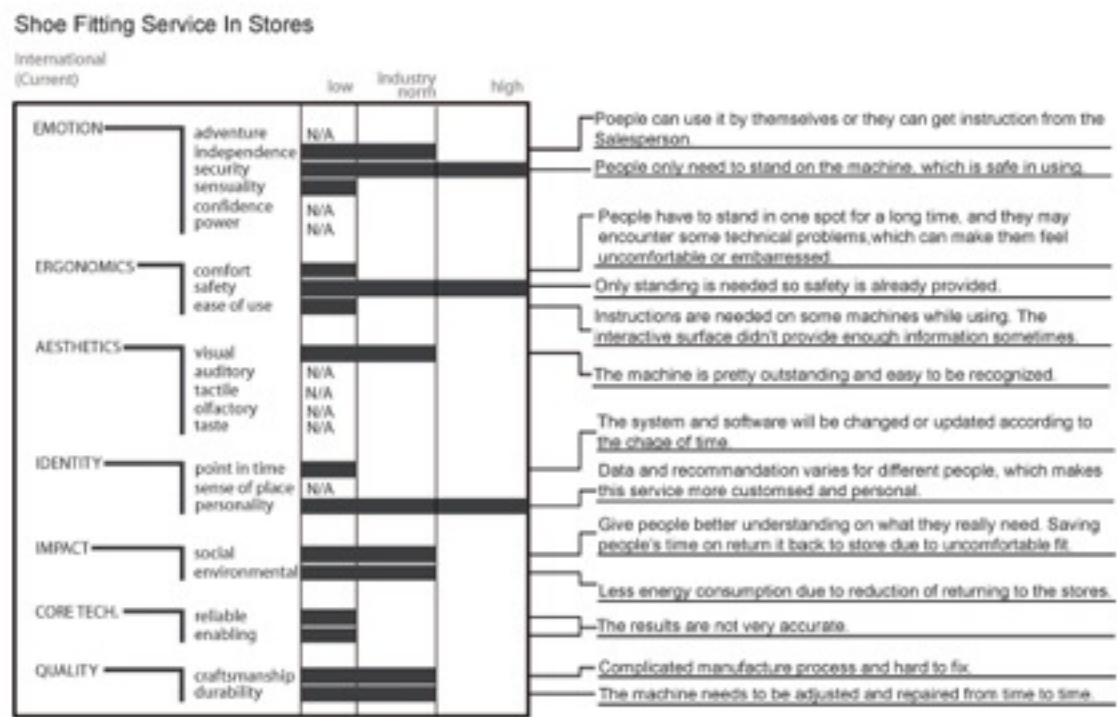 Shoe Fitting Service In Stores
International
(Current)
low
Industry
norm
high
EMOTION
adventure N/A
independence
security
sensuality
confidence N/A
power N/A
Poeple can use it by themselves or they can get instruction from the
Salesperson.
People only need to stand on the machine, which is safe in using.
ERGONOMICS
comfort
safety
ease of use
People have to stand in one spot for a long time, and they may
encounter some technical problems,which can make them feel
uncomfortable or embarressed.
Only standing is needed so safety is already provided.
Instructions are needed on some machines while using. The
interactive surface didn't provide enough information sometimes.
AESTHETICS
visual
auditory N/A
tactile N/A
olfactory N/A
taste N/A
The machine is pretty outstanding and easy to be recognized.
IDENTITY
point in time
sense of place N/A
personality
The system and software will be changed or updated according to
the chage of time.
Data and recommandation varies for different people, which makes
this service more customsed and personal.
IMPACT
social
environmental
Give people better understanding on what they really need. Saving
people's time on return it back to store due to uncomfortable fit.
Less energy consumption due to reduction of returning to the stores.
CORE TECH.
reliable
enabling
The results are not very accurate.
QUALITY
craftsmanship
durability
Complicated manufacture process and hard to fix.
The machine needs to be adjusted and repaired from time to time.